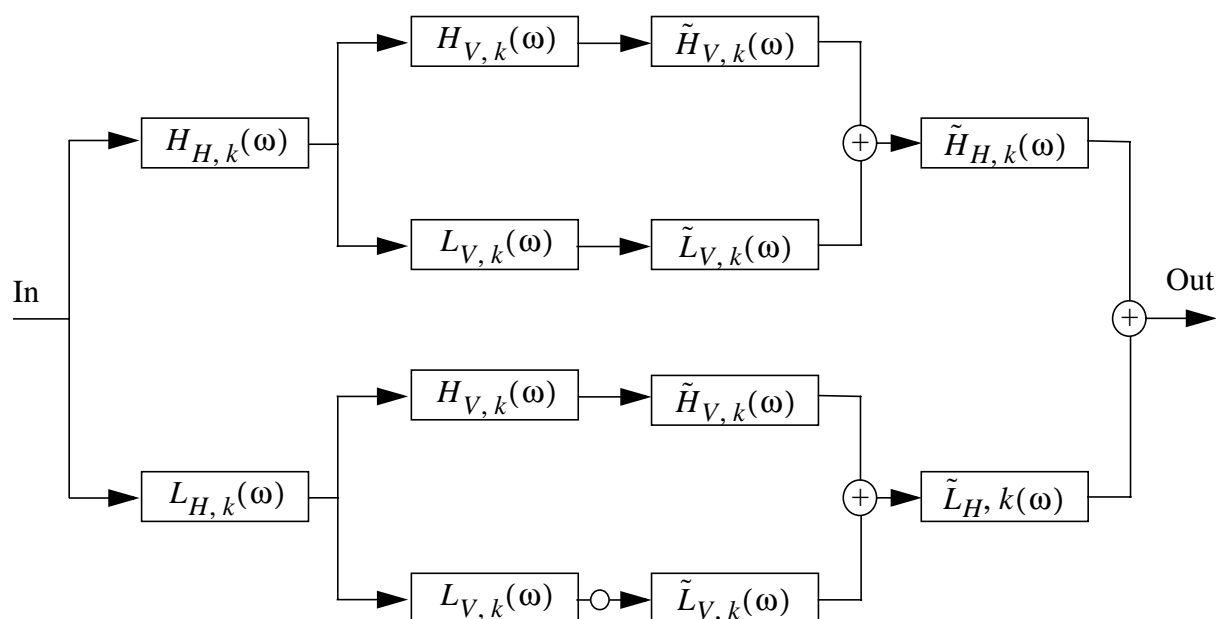 H_{V, k}(ω) H̃_{V, k}(ω)
H_{H, k}(ω) + H̃_{H, k}(ω)
L_{V, k}(ω) L̃_{V, k}(ω)
In + Out
H_{V, k}(ω) H̃_{V, k}(ω)
L_{H, k}(ω) + L̃_H, k(ω)
L_{V, k}(ω) L̃_{V, k}(ω)